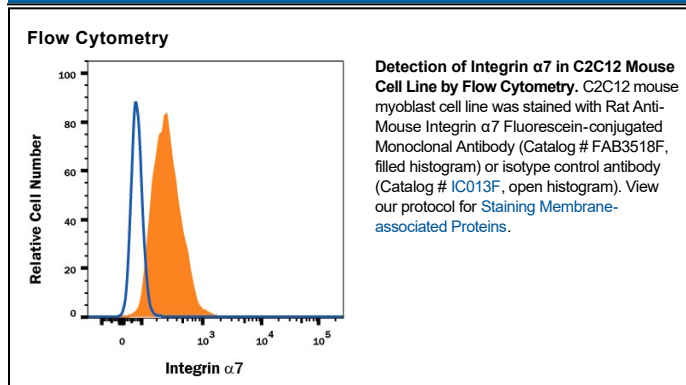 Flow Cytometry
Detection of Integrin α7 in C2C12 Mouse
Cell Line by Flow Cytometry. C2C12 mouse
myoblast cell line was stained with Rat Anti-
Mouse Integrin α7 Fluorescein-conjugated
Monoclonal Antibody (Catalog # FAB3518F,
filled histogram) or isotype control antibody
(Catalog # IC013F, open histogram). View
our protocol for Staining Membrane-
associated Proteins.
Relative Cell Number
100
80
60
40
20
0
0 10³ 10⁴ 10⁵
Integrin α7